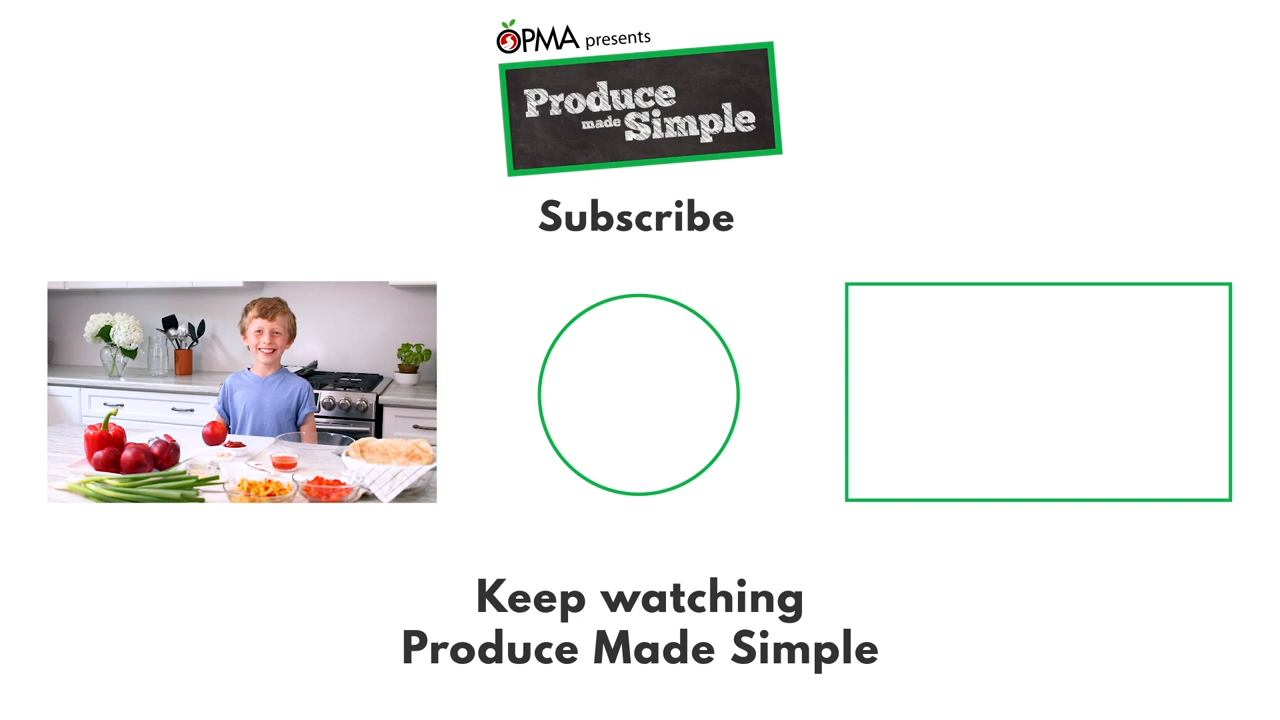 OPMA presents
Produce
made Simple
Subscribe
Keep watching
Produce Made Simple